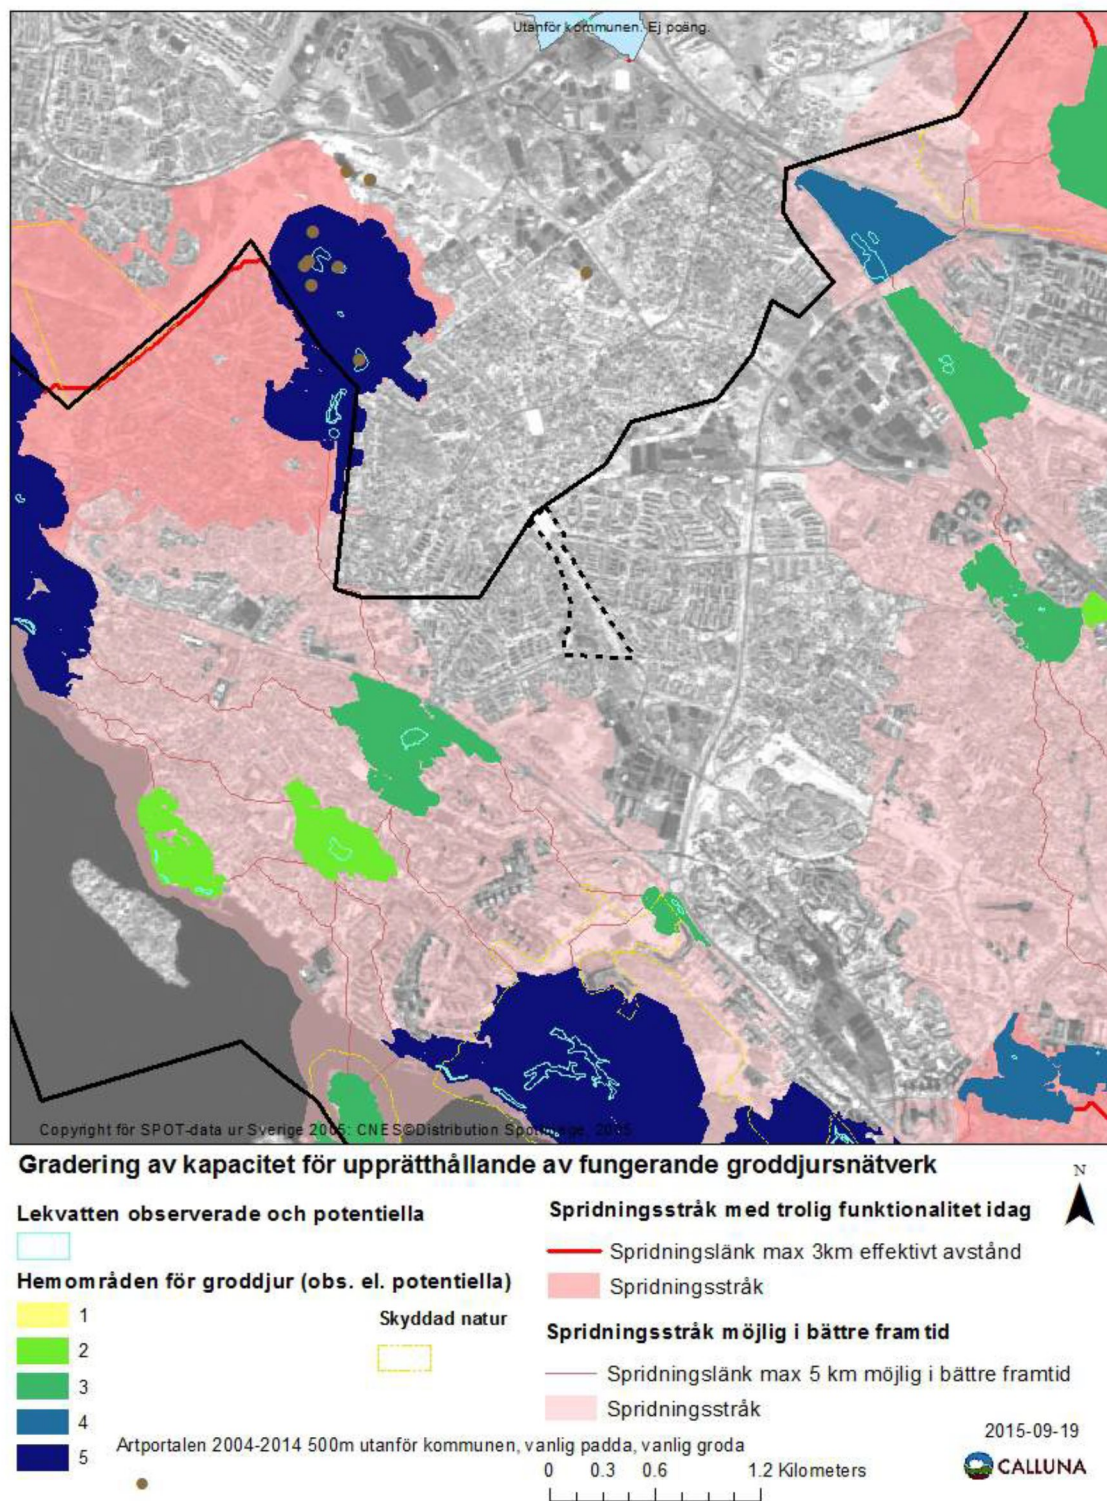 Utanför kommunen. Ej poäng.
Copyright för SPOT-data ur Sverige 2005: CNES©Distribution Spot Image, 2005
Gradering av kapacitet för upprätthållande av fungerande groddjursnätverk
N
Lekvatten observerade och potentiella
Hemområden för groddjur (obs. el. potentiella)
1
2
3
4
5
Skyddad natur
Spridningsstråk med trolig funktionalitet idag
Spridningslänk max 3km effektivt avstånd
Spridningsstråk
Spridningsstråk möjlig i bättre framtid
Spridningslänk max 5 km möjlig i bättre framtid
Spridningsstråk
Artportalen 2004-2014 500m utanför kommunen, vanlig padda, vanlig groda
0 0.3 0.6 1.2 Kilometers
2015-09-19
CALLUNA